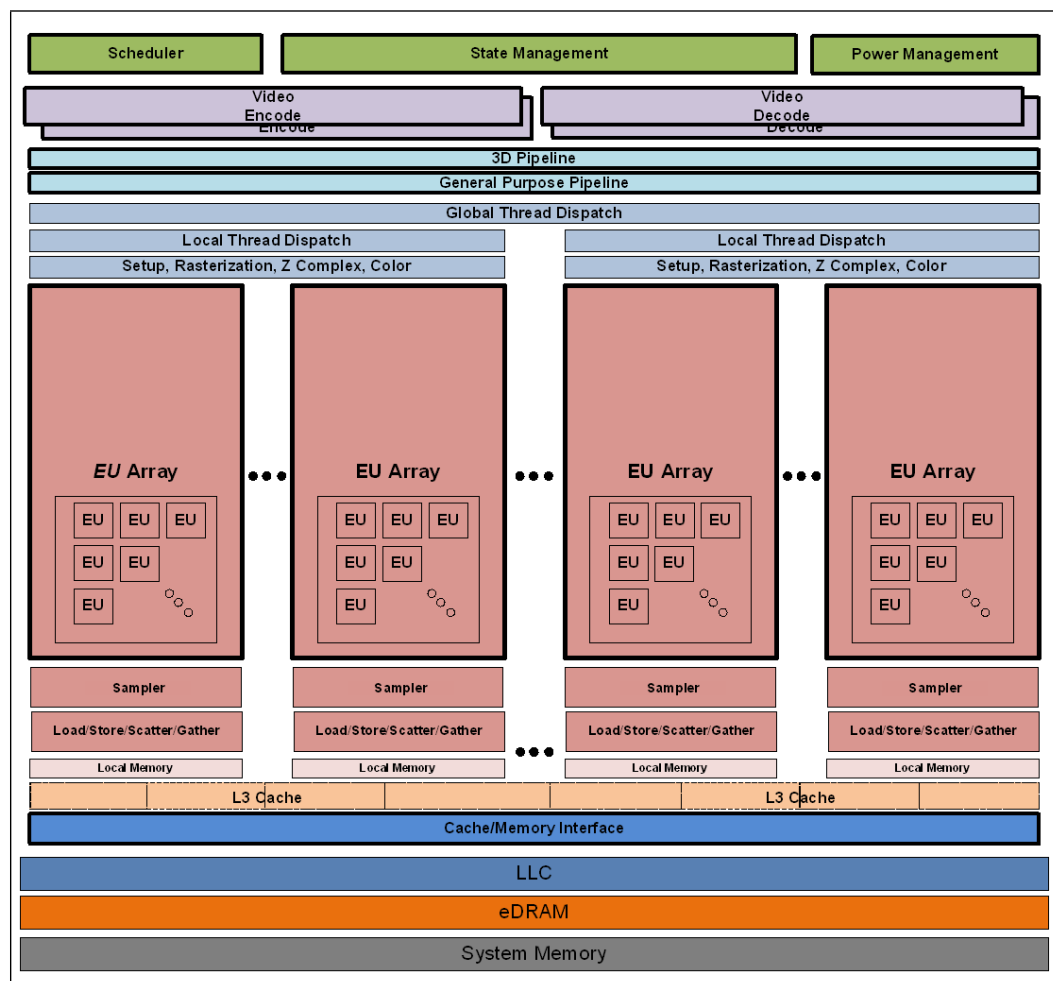 Scheduler
State Management
Power Management
Video
Encode
Encode
Video
Decode
Decode
3D Pipeline
General Purpose Pipeline
Global Thread Dispatch
Local Thread Dispatch
Local Thread Dispatch
Setup, Rasterization, Z Complex, Color
Setup, Rasterization, Z Complex, Color
EU Array
EU Array
EU Array
EU Array
EU EU EU
EU EU EU
EU EU EU
EU EU EU
EU EU
EU EU
EU EU
EU EU
EU
EU
EU
EU
Sampler
Sampler
Sampler
Sampler
Load/Store/Scatter/Gather
Load/Store/Scatter/Gather
Load/Store/Scatter/Gather
Load/Store/Scatter/Gather
Local Memory
Local Memory
Local Memory
Local Memory
L3 Cache
L3 Cache
Cache/Memory Interface
LLC
eDRAM
System Memory